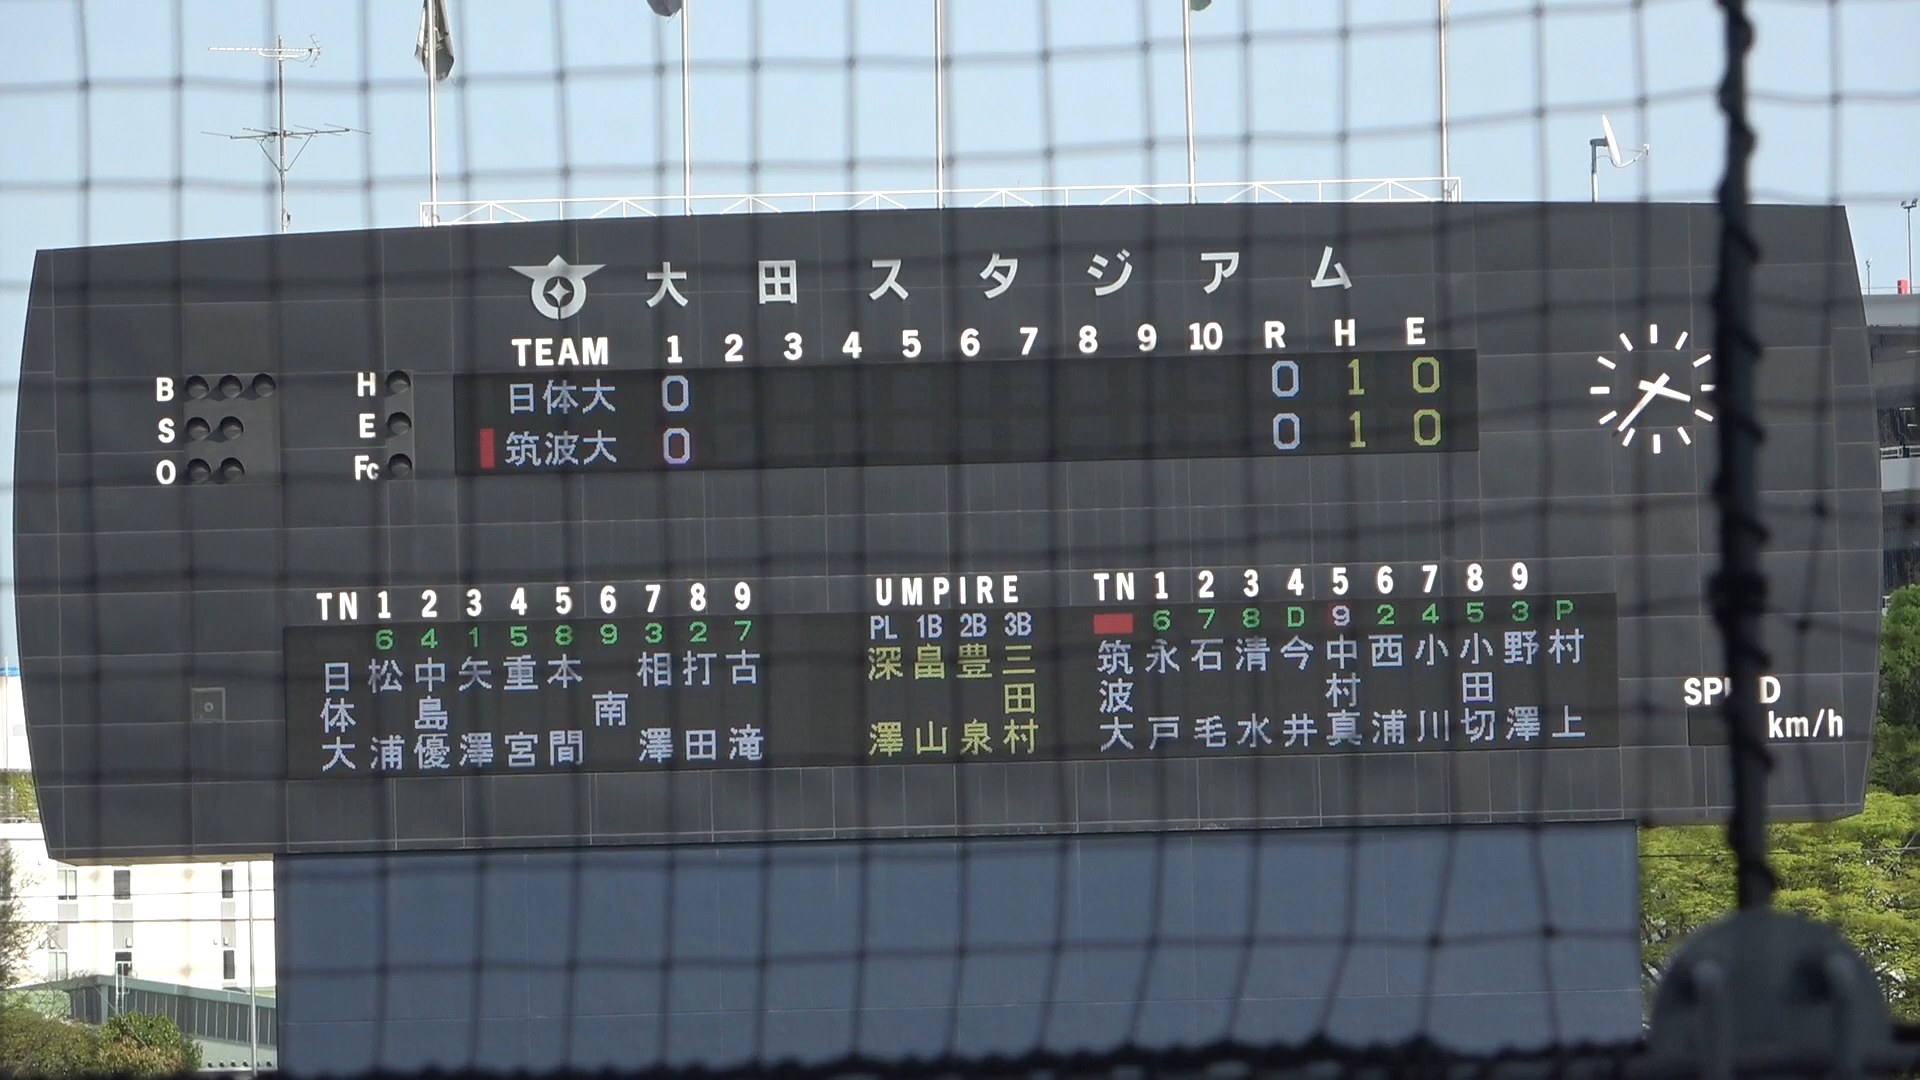 大田スタジアム
TEAM 1 2 3 4 5 6 7 8 9 10 R H E
B H 日体大 0 0 1 0
S E 筑波大 0 0 1 0
O Fc
TN 1 2 3 4 5 6 7 8 9
6 4 1 5 8 9 3 2 7
日体大 松浦 中島優 矢澤 重宮 本間 南 相澤 打田 古滝
UMPIRE
PL 1B 2B 3B
深澤 畠山 豊泉 三田村
TN 1 2 3 4 5 6 7 8 9
6 7 8 D 9 2 4 5 3 P
筑波大 永戸 石毛 清水 今井 中村真 西浦 小川 小田切 野澤 村上
km/h